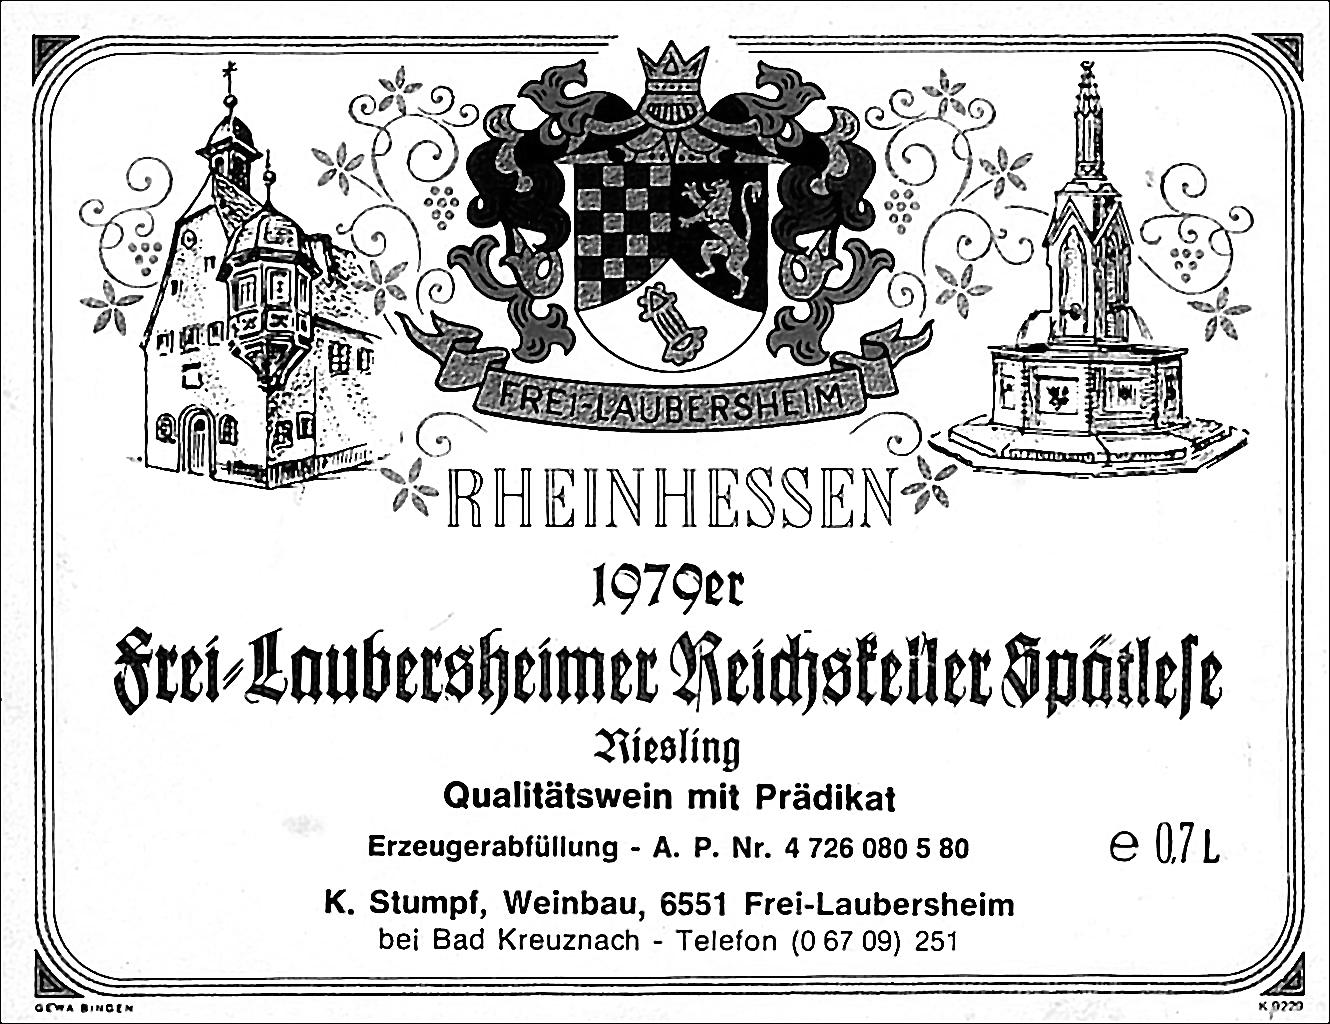 FREI-LAUBERSHEIM
RHEINHESSEN
1979er
Frei-Laubersheimer Reichskeller Spätlese
Riesling
Qualitätswein mit Prädikat
Erzeugerabfüllung - A. P. Nr. 4 726 080 5 80
e 0,7 L
K. Stumpf, Weinbau, 6551 Frei-Laubersheim
bei Bad Kreuznach - Telefon (0 67 09) 251
GEWA BINGEN
K 9229